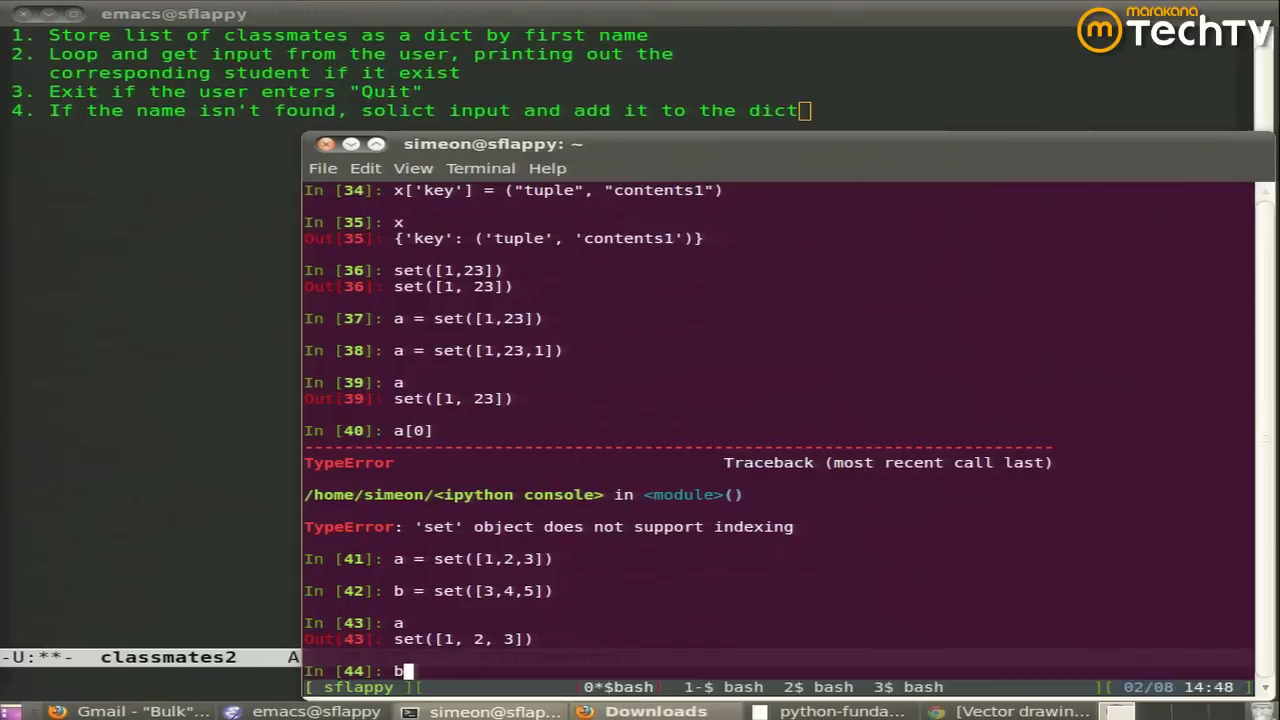 emacs@sflappy
marakana
TechTV
1. Store list of classmates as a dict by first name
2. Loop and get input from the user, printing out the
corresponding student if it exist
3. Exit if the user enters "Quit"
4. If the name isn't found, solict input and add it to the dict
simeon@sflappy: ~
File Edit View Terminal Help
In [34]: x['key'] = ("tuple", "contents1")
In [35]: x
Out[35]: {'key': ('tuple', 'contents1')}
In [36]: set([1,23])
Out[36]: set([1, 23])
In [37]: a = set([1,23])
In [38]: a = set([1,23,1])
In [39]: a
Out[39]: set([1, 23])
In [40]: a[0]
---------------------------------------------------------------------------
TypeError Traceback (most recent call last)
/home/simeon/<ipython console> in <module>()
TypeError: 'set' object does not support indexing
In [41]: a = set([1,2,3])
In [42]: b = set([3,4,5])
In [43]: a
Out[43]: set([1, 2, 3])
In [44]: b
-U:**- classmates2 A
[ sflappy ][ 0*$bash 1-$ bash 2$ bash 3$ bash ][ 02/08 14:48
Gmail - "Bulk"... emacs@sflappy simeon@sflap... Downloads python-funda... [Vector drawin...